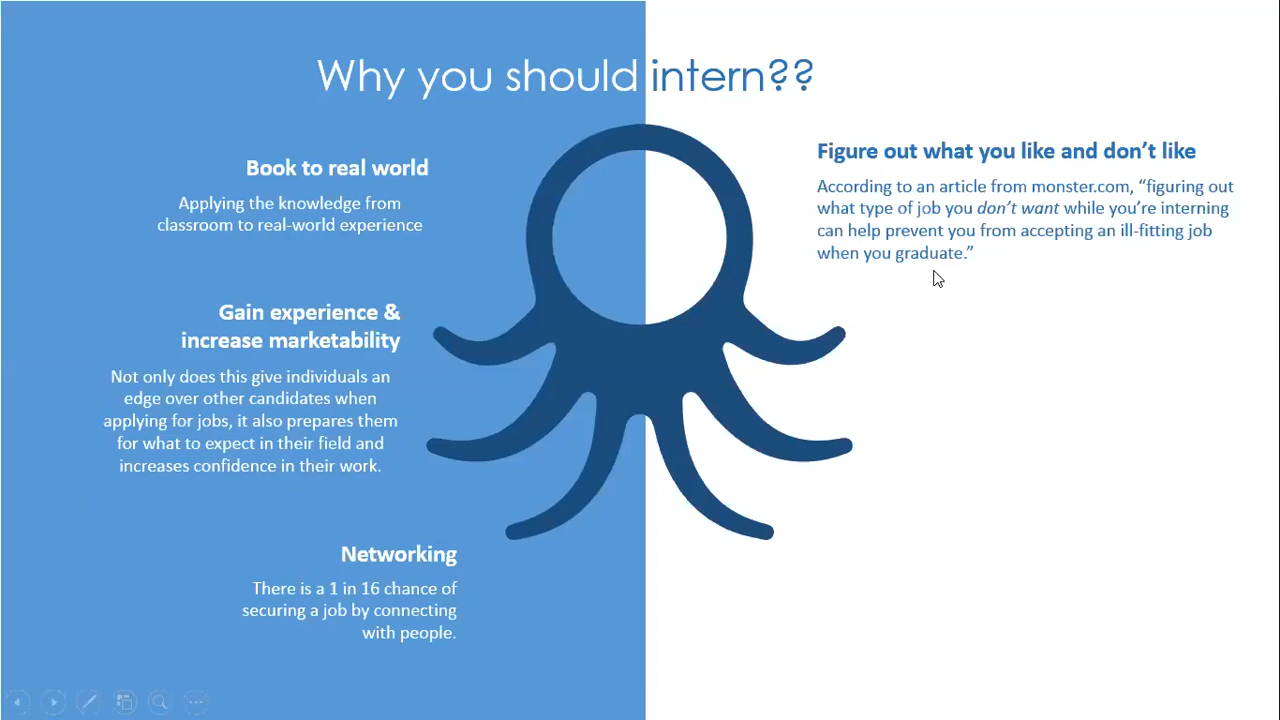 Why you should intern??
Book to real world
Applying the knowledge from
classroom to real-world experience
Gain experience &
increase marketability
Not only does this give individuals an
edge over other candidates when
applying for jobs, it also prepares them
for what to expect in their field and
increases confidence in their work.
Networking
There is a 1 in 16 chance of
securing a job by connecting
with people.
Figure out what you like and don’t like
According to an article from monster.com, “figuring out
what type of job you don’t want while you’re interning
can help prevent you from accepting an ill-fitting job
when you graduate.”